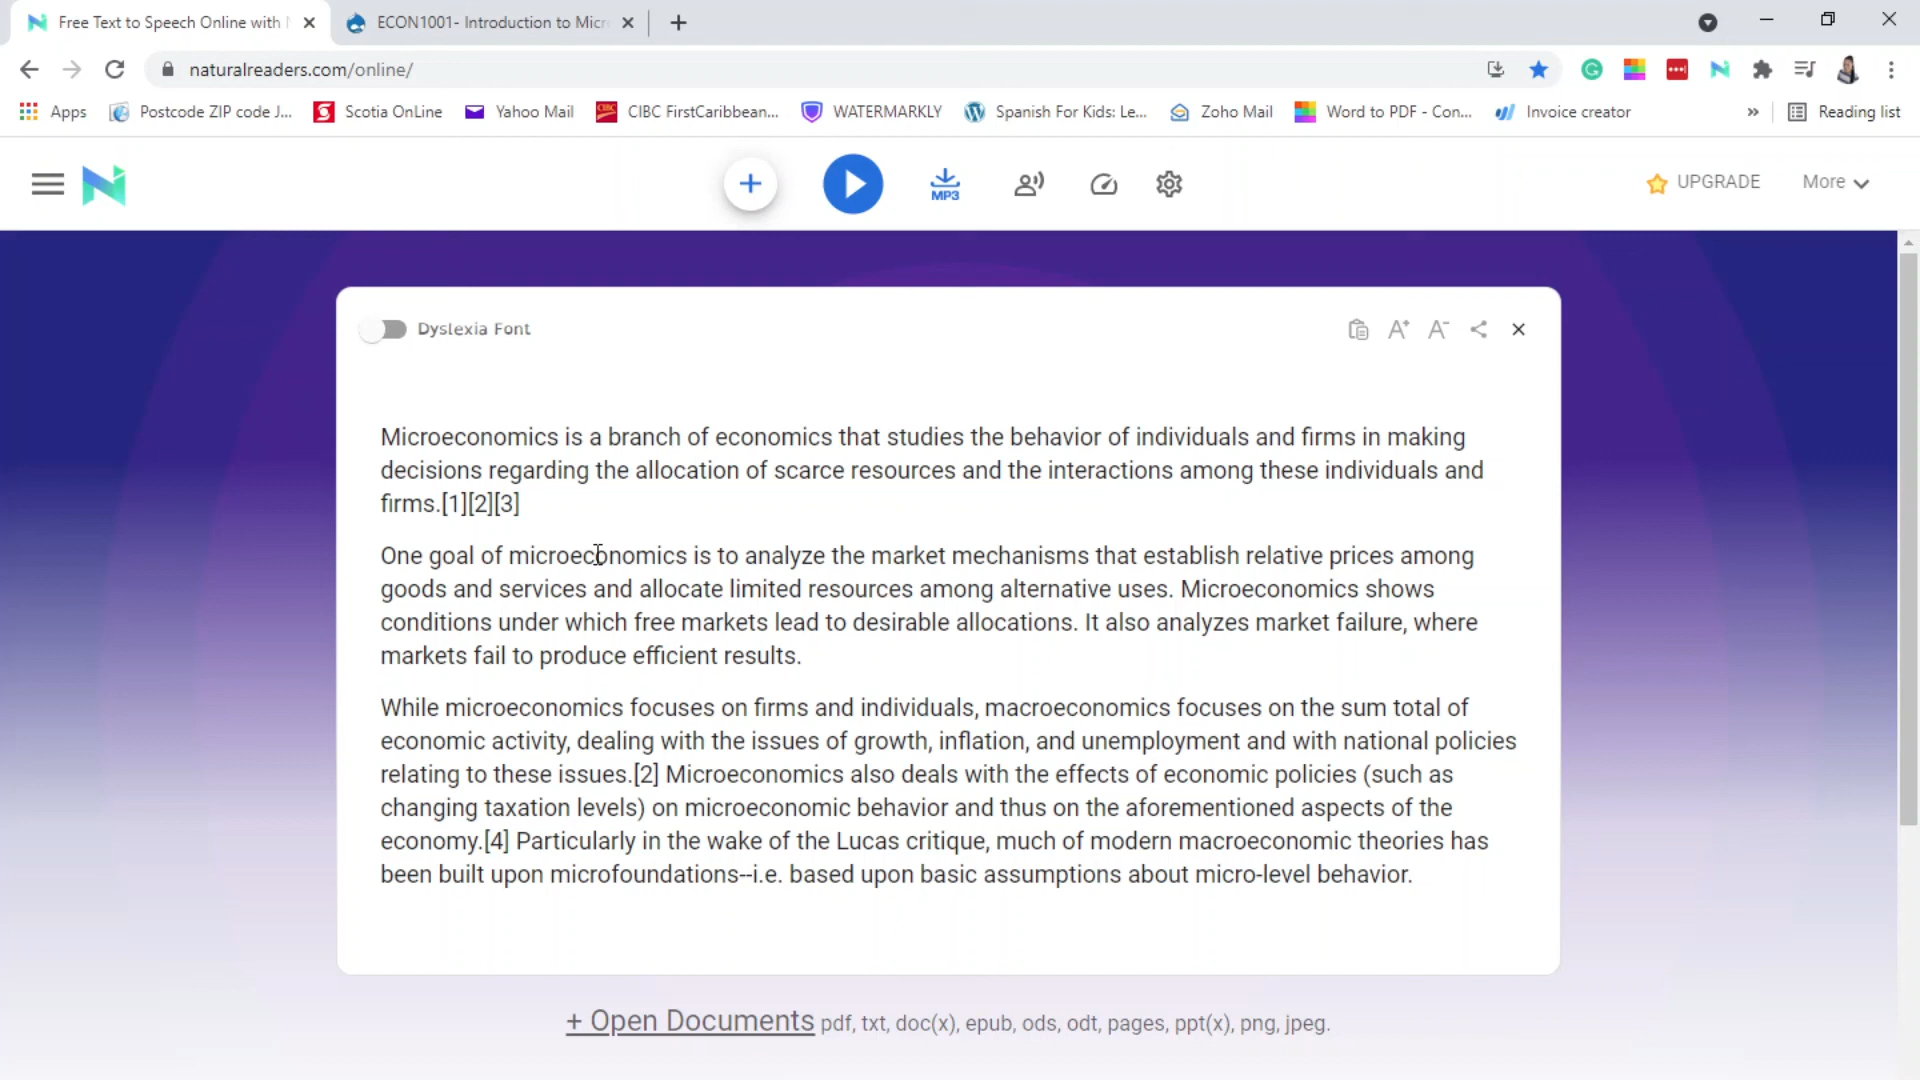 Free Text to Speech Online with
ECON1001- Introduction to Micr
naturalreaders.com/online/
Apps
Postcode ZIP code J...
Scotia OnLine
Yahoo Mail
CIBC FirstCaribbean...
WATERMARKLY
Spanish For Kids: Le...
Zoho Mail
Word to PDF - Con...
Invoice creator
»
Reading list
MP3
UPGRADE
More
Dyslexia Font
A+
A-
Microeconomics is a branch of economics that studies the behavior of individuals and firms in making
decisions regarding the allocation of scarce resources and the interactions among these individuals and
firms.[1][2][3]
One goal of microeconomics is to analyze the market mechanisms that establish relative prices among
goods and services and allocate limited resources among alternative uses. Microeconomics shows
conditions under which free markets lead to desirable allocations. It also analyzes market failure, where
markets fail to produce efficient results.
While microeconomics focuses on firms and individuals, macroeconomics focuses on the sum total of
economic activity, dealing with the issues of growth, inflation, and unemployment and with national policies
relating to these issues.[2] Microeconomics also deals with the effects of economic policies (such as
changing taxation levels) on microeconomic behavior and thus on the aforementioned aspects of the
economy.[4] Particularly in the wake of the Lucas critique, much of modern macroeconomic theories has
been built upon microfoundations--i.e. based upon basic assumptions about micro-level behavior.
+ Open Documents pdf, txt, doc(x), epub, ods, odt, pages, ppt(x), png, jpeg.